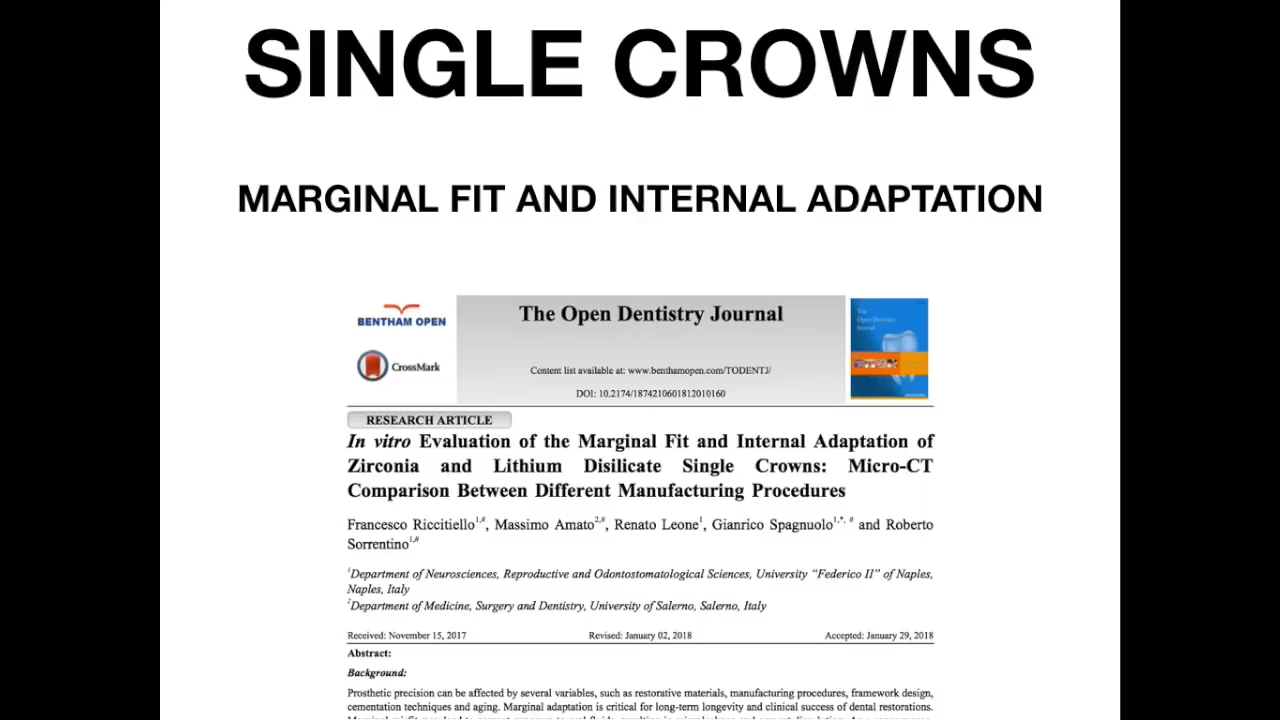 SINGLE CROWNS
MARGINAL FIT AND INTERNAL ADAPTATION
BENTHAM OPEN
CrossMark
The Open Dentistry Journal
Content list available at: www.benthamopen.com/TODENTJ/
DOI: 10.2174/1874210601812010160
The
Open Dentistry
Journal
RESEARCH ARTICLE
In vitro Evaluation of the Marginal Fit and Internal Adaptation of
Zirconia and Lithium Disilicate Single Crowns: Micro-CT
Comparison Between Different Manufacturing Procedures
Francesco Riccitiello1,#, Massimo Amato2,#, Renato Leone1, Gianrico Spagnuolo1,*, # and Roberto
Sorrentino1,#
1Department of Neurosciences, Reproductive and Odontostomatological Sciences, University “Federico II” of Naples,
Naples, Italy
2Department of Medicine, Surgery and Dentistry, University of Salerno, Salerno, Italy
Received: November 15, 2017 Revised: January 02, 2018 Accepted: January 29, 2018
Abstract:
Background:
Prosthetic precision can be affected by several variables, such as restorative materials, manufacturing procedures, framework design,
cementation techniques and aging. Marginal adaptation is critical for long-term longevity and clinical success of dental restorations.